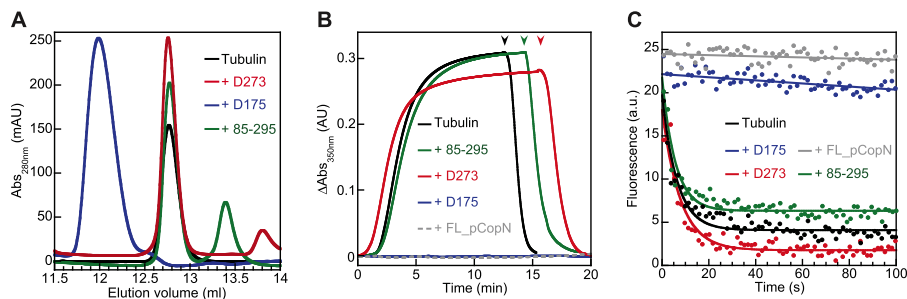 A
Abs280nm (mAU)
250
200
150
100
50
0
11.5 12 12.5 13 13.5 14
Elution volume (ml)
Tubulin
+ D273
+ D175
+ 85-295
B
ΔAbs350nm (AU)
0.3
0.2
0.1
0
0 5 10 15 20
Time (min)
Tubulin
+ 85-295
+ D273
+ D175
+ FL_pCopN
C
Fluorescence (a.u.)
25
20
15
10
5
0
0 20 40 60 80 100
Time (s)
Tubulin
+ D175 + FL_pCopN
+ D273 + 85-295